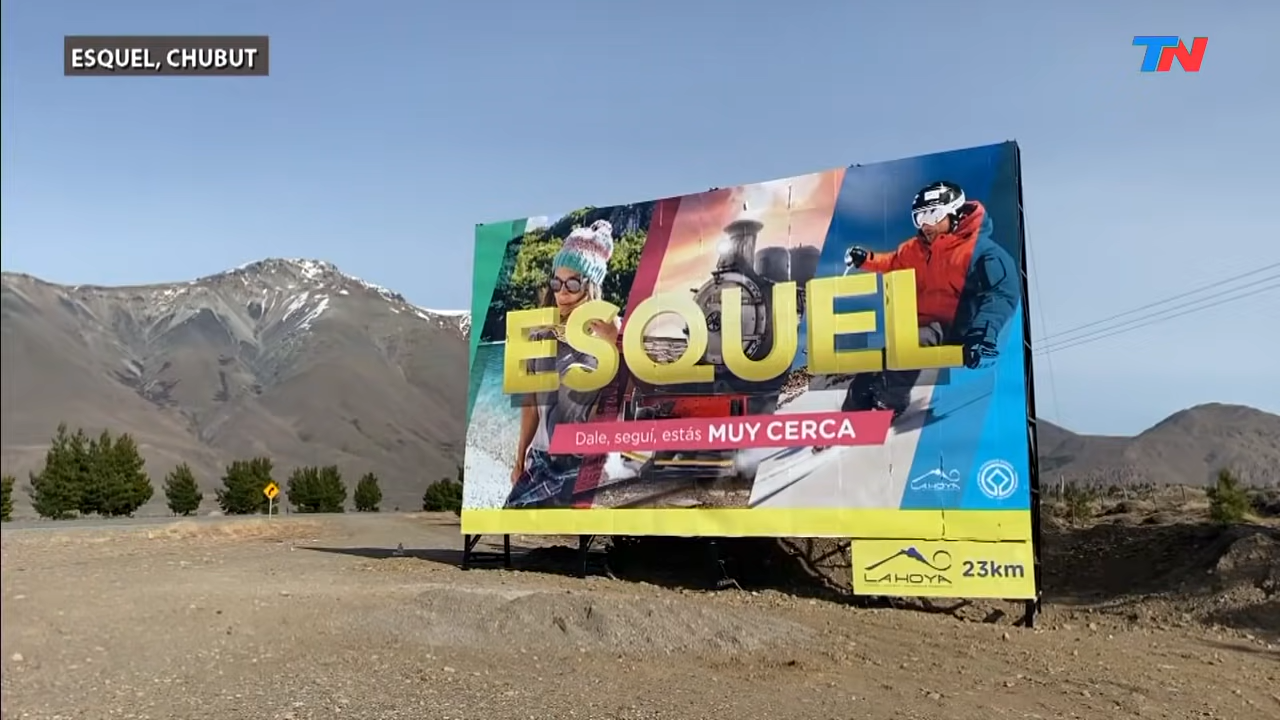 ESQUEL, CHUBUT
TN
ESQUEL
Dale, seguí, estás MUY CERCA
LA HOYA
LA HOYA 23km